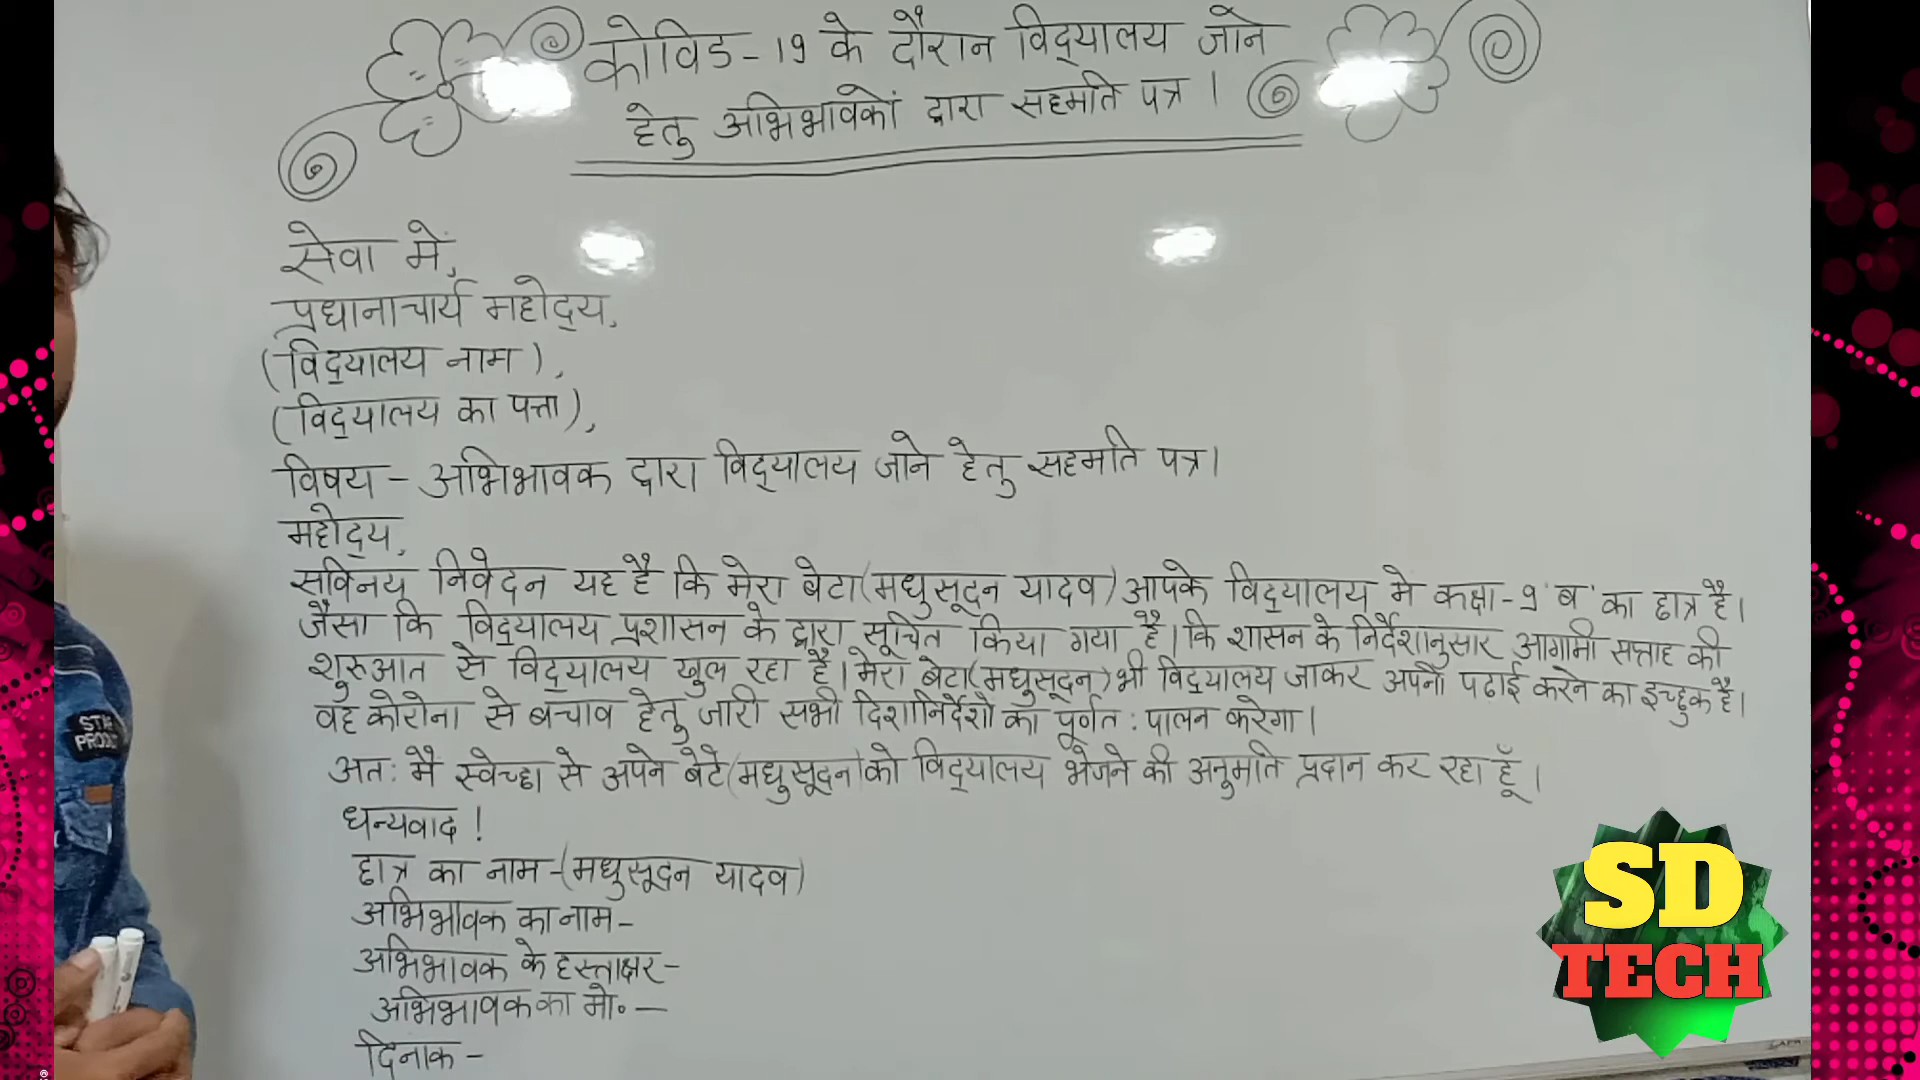 कोविड-19 के दौरान विद्यालय जाने
हेतु अभिभावकों द्वारा सहमति पत्र।
सेवा में,
प्रधानाचार्य महोद्य,
(विद्यालय नाम),
(विद्यालय का पत्ता),
विषय - अभिभावक द्वारा विद्यालय जाने हेतु सहमति पत्र।
महोद्य,
सविनय निवेदन यह है कि मेरा बेटा(मधुसूदन यादव) आपके विद्यालय मे कक्षा-9 'ब' का छात्र है।
जैसा कि विद्यालय प्रशासन के द्वारा सूचित किया गया है। कि शासन के निर्देशानुसार आगामी सप्ताह की
शुरुआत से विद्यालय खुल रहा है। मेरा बेटा(मधुसूदन) भी विद्यालय जाकर अपनी पढाई करने का इच्छुक है।
वह कोरोना से बचाव हेतु जारी सभी दिशानिर्देशो का पूर्णत: पालन करेगा।
अत: मै स्वेच्छा से अपने बेटे(मधुसूदन) को विद्यालय भेजने की अनुमति प्रदान कर रहा हूँ।
धन्यवाद!
छात्र का नाम-(मधुसूदन यादव)
अभिभावक का नाम-
अभिभावक के हस्ताक्षर-
अभिभावक का मो॰ —
दिनाक -
SD
TECH